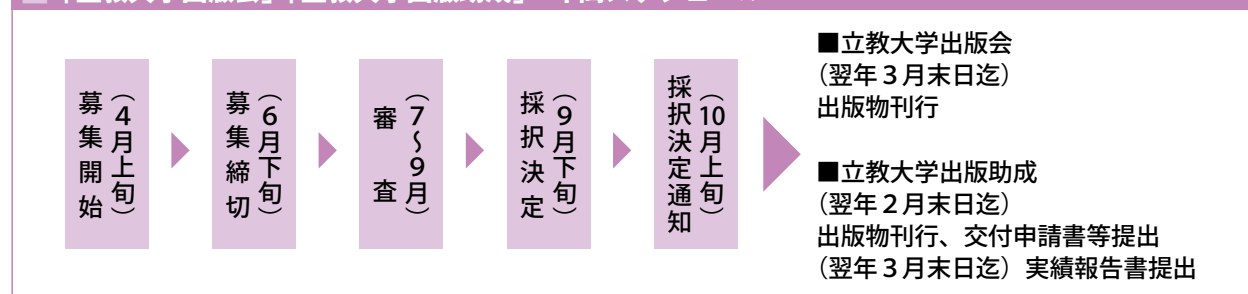 募集開始
（４月上旬）
募集締切
（６月下旬）
審査
（７〜９月）
採択決定
（９月下旬）
採択決定通知
（10月上旬）
■立教大学出版会
（翌年３月末日迄）
出版物刊行
■立教大学出版助成
（翌年２月末日迄）
出版物刊行、交付申請書等提出
（翌年３月末日迄）実績報告書提出